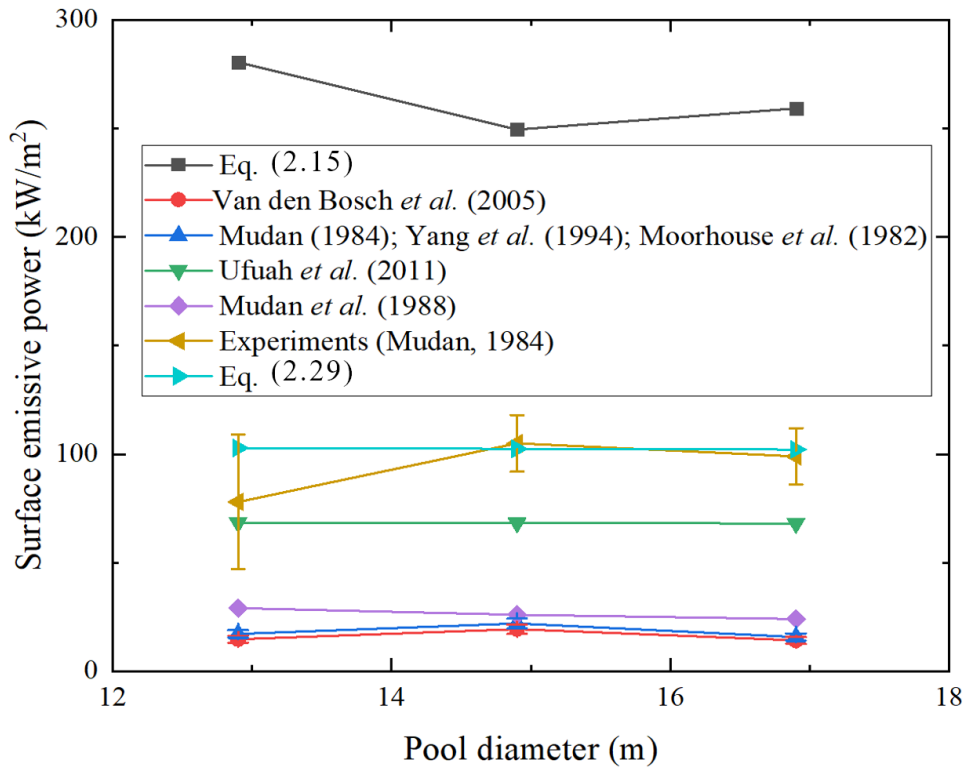 300
200
100
0
Surface emissive power (kW/m²)
Eq. (2.15)
Van den Bosch et al. (2005)
Mudan (1984); Yang et al. (1994); Moorhouse et al. (1982)
Ufuah et al. (2011)
Mudan et al. (1988)
Experiments (Mudan, 1984)
Eq. (2.29)
12 14 16 18
Pool diameter (m)